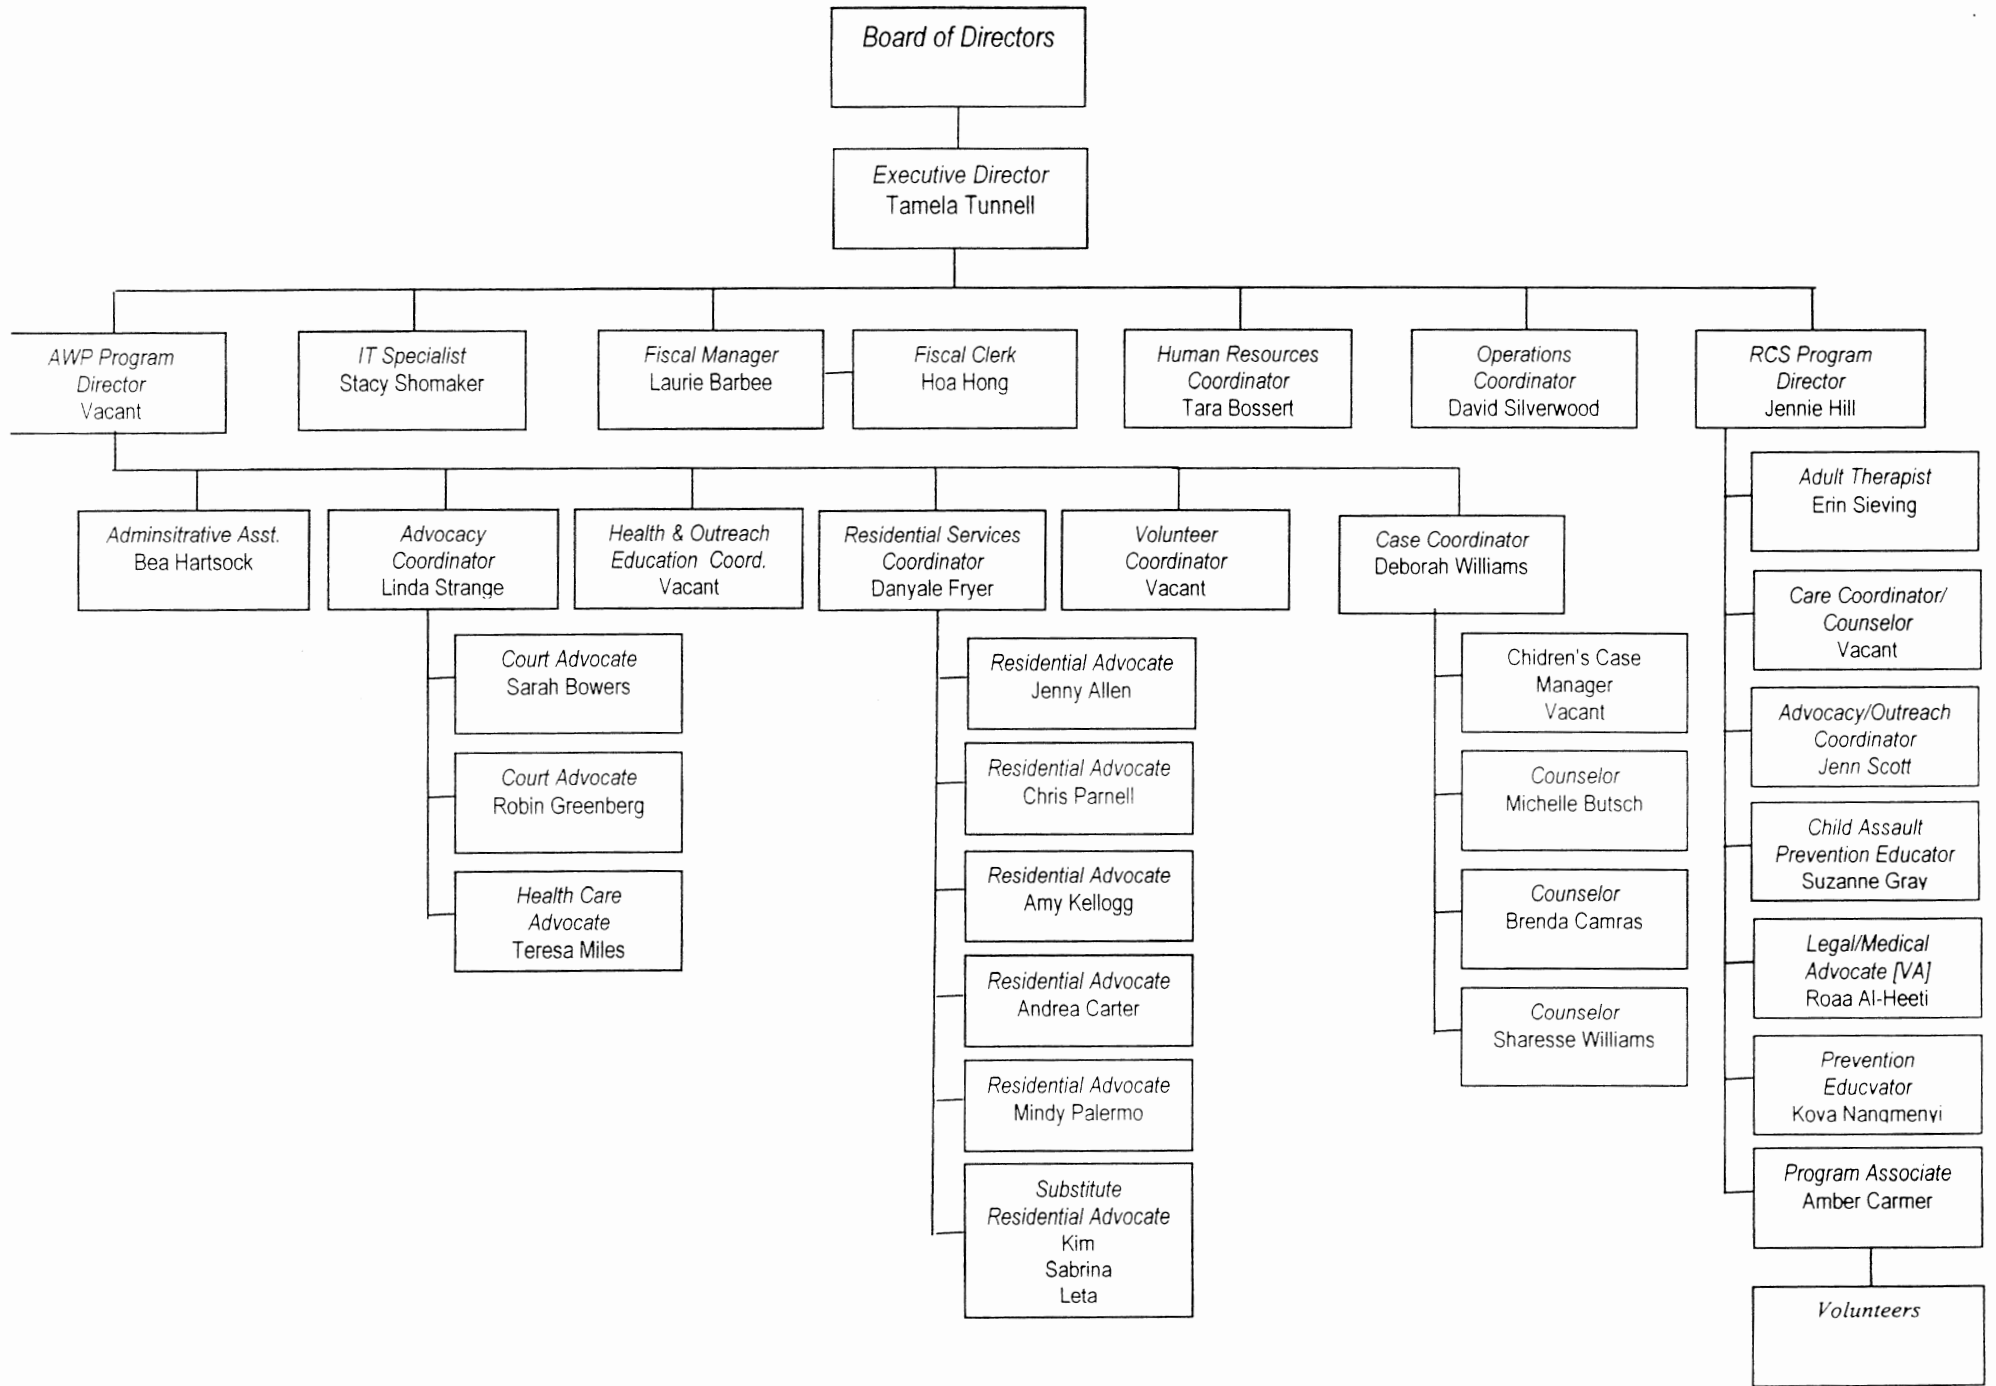 Board of Directors
Executive Director
Tamela Tunnell
AWP Program
Director
Vacant
IT Specialist
Stacy Shomaker
Fiscal Manager
Laurie Barbee
Fiscal Clerk
Hoa Hong
Human Resources
Coordinator
Tara Bossert
Operations
Coordinator
David Silverwood
RCS Program
Director
Jennie Hill
Adminsitrative Asst.
Bea Hartsock
Advocacy
Coordinator
Linda Strange
Health & Outreach
Education Coord.
Vacant
Residential Services
Coordinator
Danyale Fryer
Volunteer
Coordinator
Vacant
Case Coordinator
Deborah Williams
Court Advocate
Sarah Bowers
Court Advocate
Robin Greenberg
Health Care
Advocate
Teresa Miles
Residential Advocate
Jenny Allen
Residential Advocate
Chris Parnell
Residential Advocate
Amy Kellogg
Residential Advocate
Andrea Carter
Residential Advocate
Mindy Palermo
Substitute
Residential Advocate
Kim
Sabrina
Leta
Chidren's Case
Manager
Vacant
Counselor
Michelle Butsch
Counselor
Brenda Camras
Counselor
Sharesse Williams
Adult Therapist
Erin Sieving
Care Coordinator/
Counselor
Vacant
Advocacy/Outreach
Coordinator
Jenn Scott
Child Assault
Prevention Educator
Suzanne Gray
Legal/Medical
Advocate [VA]
Roaa Al-Heeti
Prevention
Educvator
Kova Nangmenyi
Program Associate
Amber Carmer
Volunteers